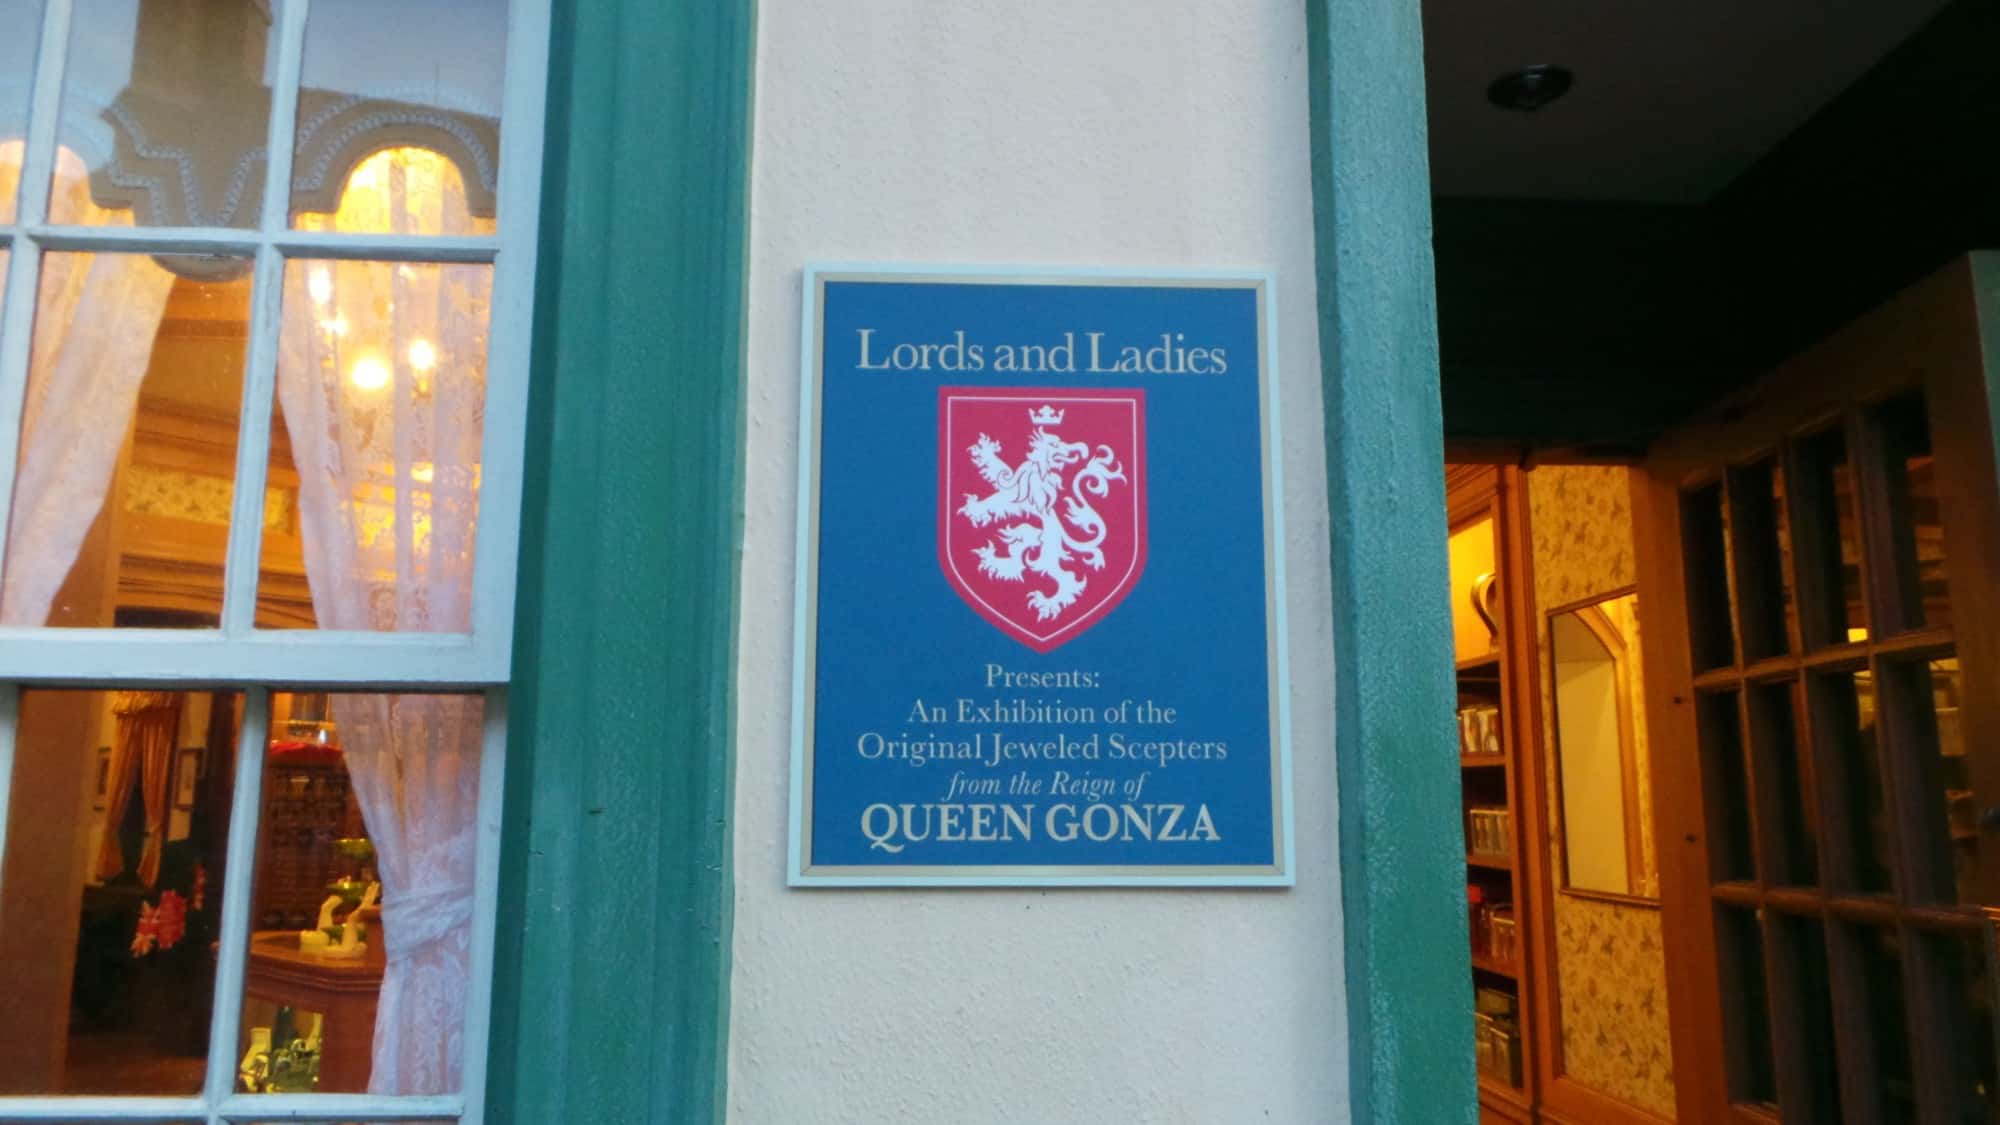 Lords and Ladies
Presents:
An Exhibition of the
Original Jeweled Scepters
from the Reign of
QUEEN GONZA